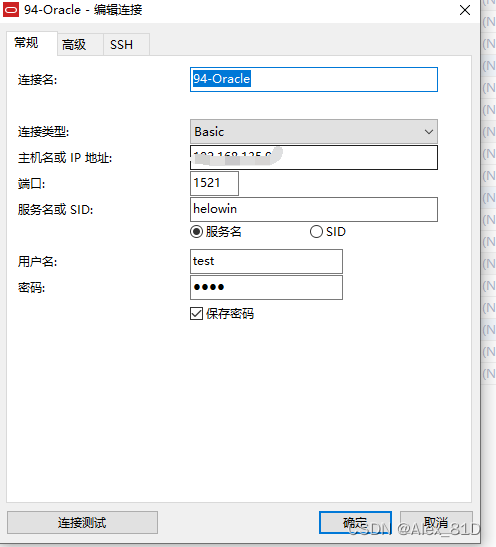 94-Oracle - 编辑连接
常规 高级 SSH
连接名: 94-Oracle
连接类型: Basic
主机名或 IP 地址:
端口: 1521
服务名或 SID: helowin
服务名 SID
用户名: test
密码: ●●●●
保存密码
连接测试 确定 取消
CSDN @Alex_81D